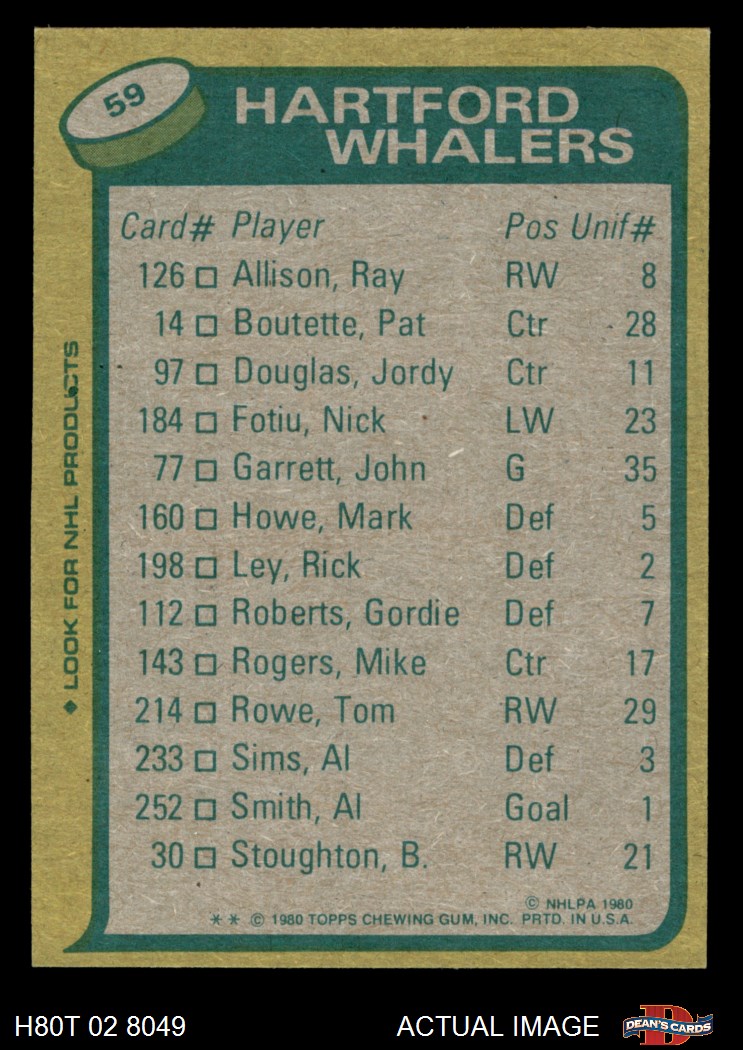 59
HARTFORD
WHALERS
Card# Player Pos Unif#
126 □ Allison, Ray RW 8
14 □ Boutette, Pat Ctr 28
97 □ Douglas, Jordy Ctr 11
184 □ Fotiu, Nick LW 23
77 □ Garrett, John G 35
160 □ Howe, Mark Def 5
198 □ Ley, Rick Def 2
112 □ Roberts, Gordie Def 7
143 □ Rogers, Mike Ctr 17
214 □ Rowe, Tom RW 29
233 □ Sims, Al Def 3
252 □ Smith, Al Goal 1
30 □ Stoughton, B. RW 21
© NHLPA 1980
* * © 1980 TOPPS CHEWING GUM, INC. PRTD. IN U.S.A.
◆ LOOK FOR NHL PRODUCTS
H80T 02 8049 ACTUAL IMAGE
D
DEAN'S CARDS